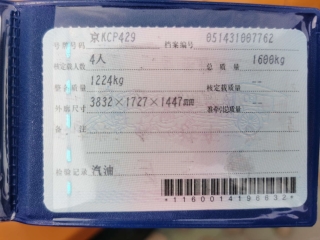 号牌号码 京KCP429 档案编号 051431007762
核定载人数 4人 总质量 1600kg
整备质量 1224kg 核定载质量 --
外廓尺寸 3832×1727×1447mm 准牵引总质量 --
备注
检验记录 汽油
*1160014196832*